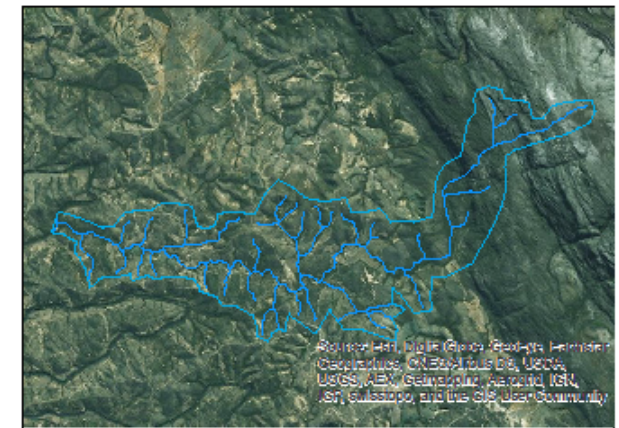 Source: Esri, DigitalGlobe, GeoEye, Earthstar
Geographics, CNES/Airbus DS, USDA,
USGS, AEX, Getmapping, Aerogrid, IGN,
IGP, swisstopo, and the GIS User Community